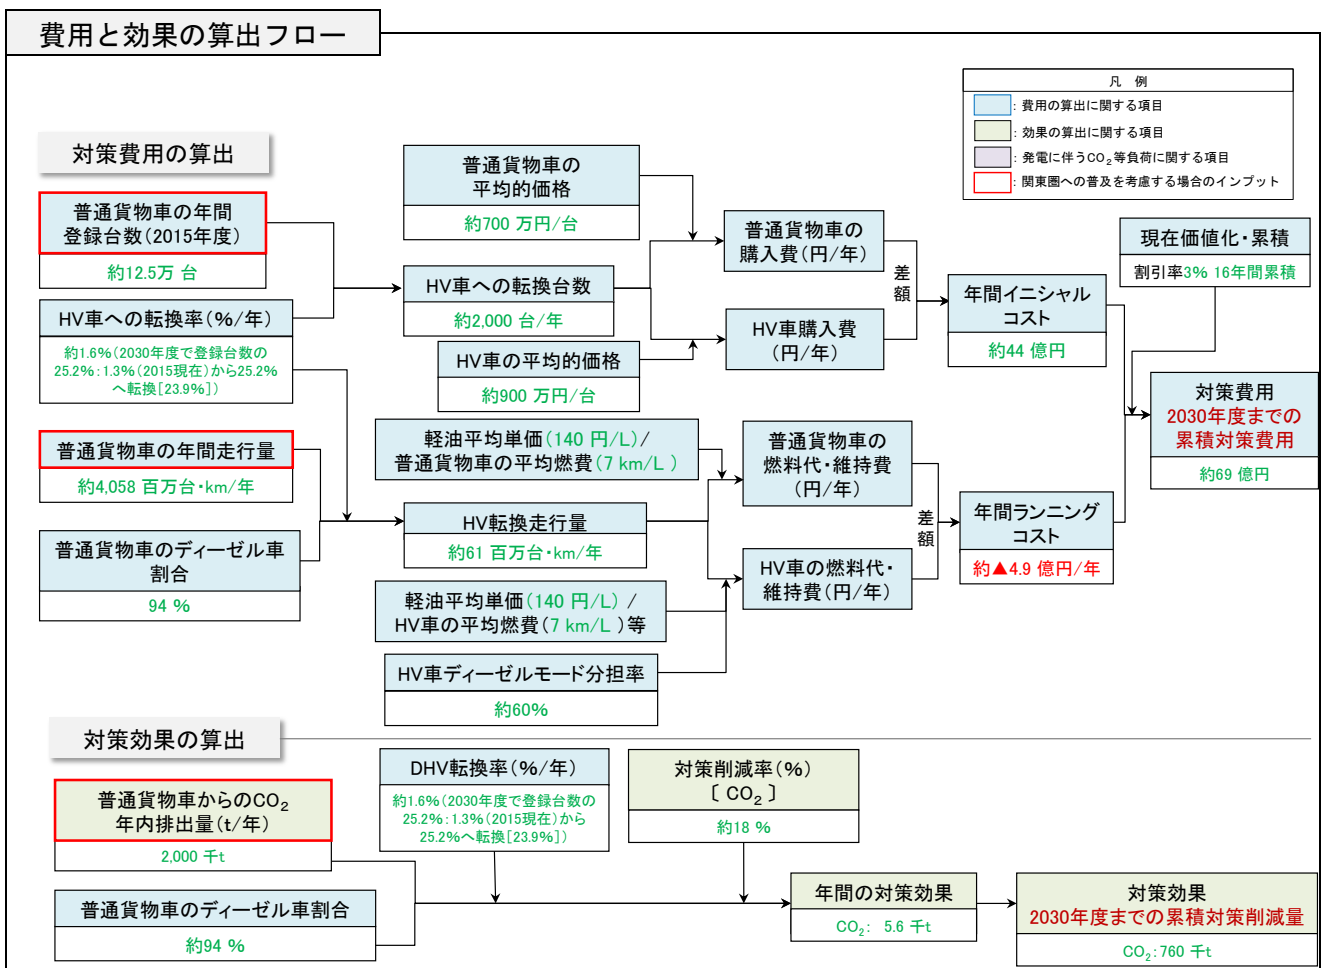 費用と効果の算出フロー
凡　例
：費用の算出に関する項目
：効果の算出に関する項目
：発電に伴うCO₂等負荷に関する項目
：関東圏への普及を考慮する場合のインプット
対策費用の算出
普通貨物車の年間
登録台数（2015年度）
約12.5万 台
HV車への転換率（％/年）
約1.6％（2030年度で登録台数の
25.2％：1.3％（2015現在）から25.2％
へ転換［23.9％］）
普通貨物車の年間走行量
約4,058 百万台・km/年
普通貨物車のディーゼル車
割合
94 ％
普通貨物車の
平均的価格
約700 万円/台
HV車への転換台数
約2,000 台/年
HV車の平均的価格
約900 万円/台
軽油平均単価（140 円/L）/
普通貨物車の平均燃費（7 km/L ）
HV転換走行量
約61 百万台・km/年
軽油平均単価（140 円/L） /
HV車の平均燃費（7 km/L ）等
HV車ディーゼルモード分担率
約60％
普通貨物車の
購入費（円/年）
HV車購入費
（円/年）
差額
普通貨物車の
燃料代・維持費
（円/年）
HV車の燃料代・
維持費（円/年）
差額
年間イニシャル
コスト
約44 億円
年間ランニング
コスト
約▲4.9 億円/年
現在価値化・累積
割引率3％ 16年間累積
対策費用
2030年度までの
累積対策費用
約69 億円
対策効果の算出
普通貨物車からのCO₂
年内排出量（t/年）
2,000 千t
普通貨物車のディーゼル車割合
約94 ％
DHV転換率（％/年）
約1.6％（2030年度で登録台数の
25.2％：1.3％（2015現在）から
25.2％へ転換［23.9％］）
対策削減率（％）
〔 CO₂ 〕
約18 ％
年間の対策効果
CO₂： 5.6 千t
対策効果
2030年度までの累積対策削減量
CO₂：760 千t